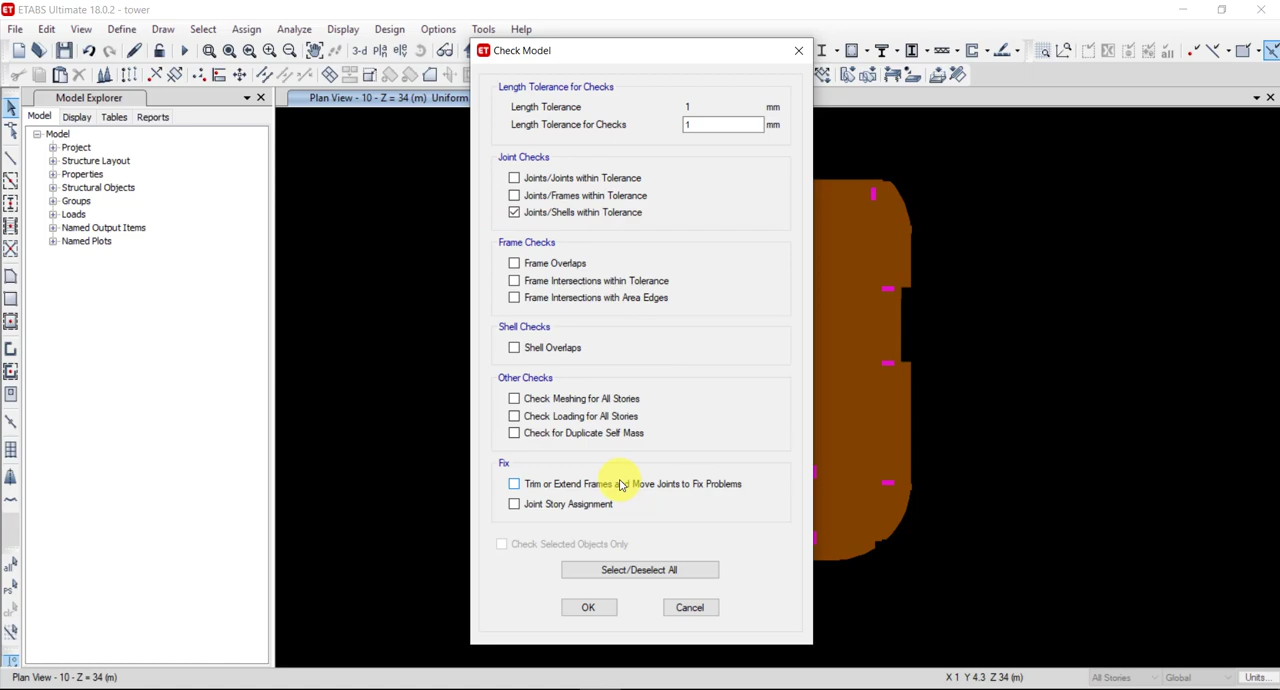 ETABS Ultimate 18.0.2 - tower
File Edit View Define Draw Select Assign Analyze Display Design Options Tools Help
3-d
all
Model Explorer
Plan View - 10 - Z = 34 (m) Uniform
Model Display Tables Reports
Model
Project
Structure Layout
Properties
Structural Objects
Groups
Loads
Named Output Items
Named Plots
Check Model
Length Tolerance for Checks
Length Tolerance 1 mm
Length Tolerance for Checks 1 mm
Joint Checks
Joints/Joints within Tolerance
Joints/Frames within Tolerance
Joints/Shells within Tolerance
Frame Checks
Frame Overlaps
Frame Intersections within Tolerance
Frame Intersections with Area Edges
Shell Checks
Shell Overlaps
Other Checks
Check Meshing for All Stories
Check Loading for All Stories
Check for Duplicate Self Mass
Fix
Trim or Extend Frames and Move Joints to Fix Problems
Joint Story Assignment
Check Selected Objects Only
Select/Deselect All
OK Cancel
all
PS
clr
Plan View - 10 - Z = 34 (m) X 1 Y 4.3 Z 34 (m) All Stories Global Units...